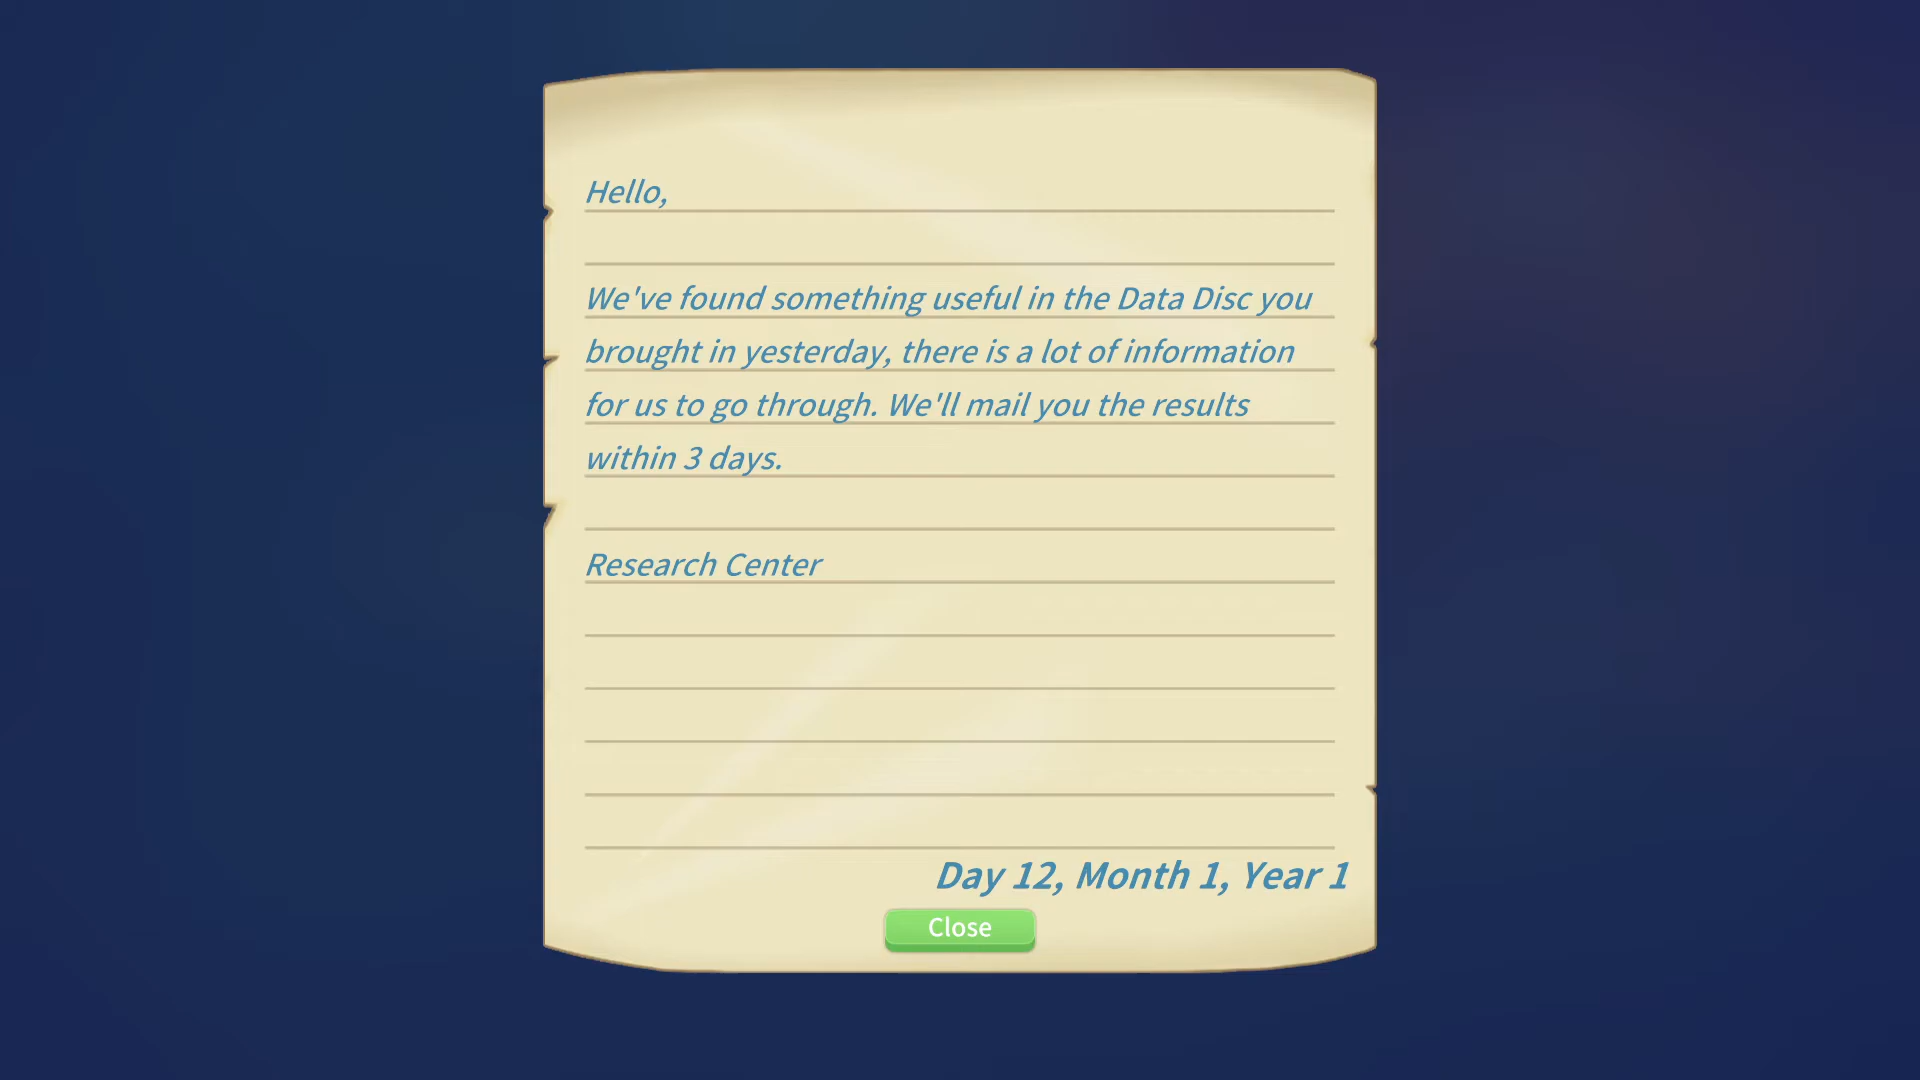 Hello,
We've found something useful in the Data Disc you
brought in yesterday, there is a lot of information
for us to go through. We'll mail you the results
within 3 days.
Research Center
Day 12, Month 1, Year 1
Close